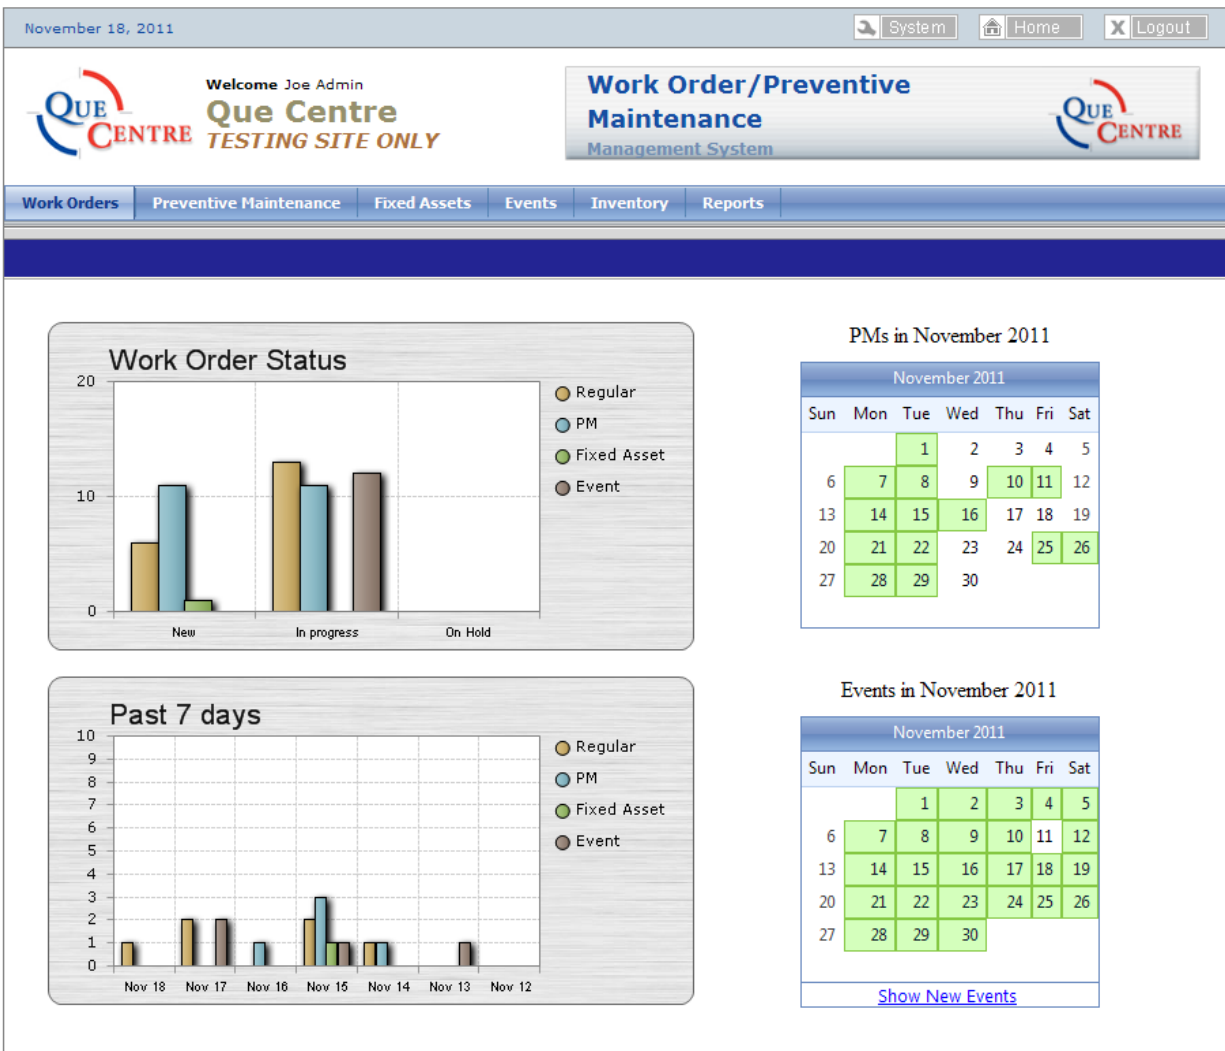 November 18, 2011
System Home Logout
QUE CENTRE
Welcome Joe Admin
Que Centre
TESTING SITE ONLY
Work Order/Preventive
Maintenance
Management System
QUE CENTRE
Work Orders Preventive Maintenance Fixed Assets Events Inventory Reports
Work Order Status
20
10
0
New In progress On Hold
Regular
PM
Fixed Asset
Event
PMs in November 2011
November 2011
Sun Mon Tue Wed Thu Fri Sat
1 2 3 4 5
6 7 8 9 10 11 12
13 14 15 16 17 18 19
20 21 22 23 24 25 26
27 28 29 30
Past 7 days
10
9
8
7
6
5
4
3
2
1
0
Nov 18 Nov 17 Nov 16 Nov 15 Nov 14 Nov 13 Nov 12
Regular
PM
Fixed Asset
Event
Events in November 2011
November 2011
Sun Mon Tue Wed Thu Fri Sat
1 2 3 4 5
6 7 8 9 10 11 12
13 14 15 16 17 18 19
20 21 22 23 24 25 26
27 28 29 30
Show New Events